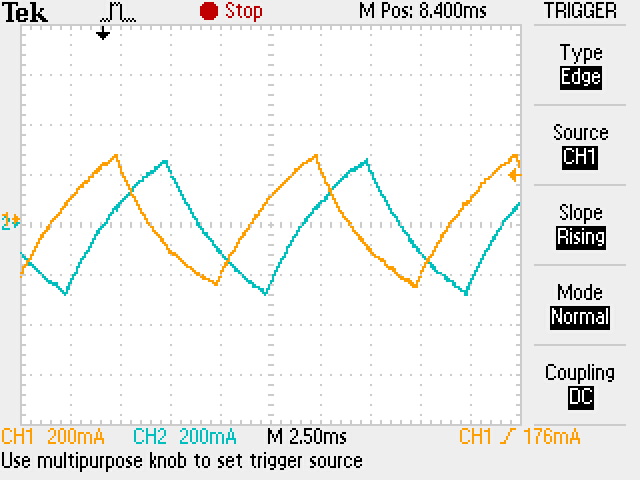 Tek Stop M Pos: 8.400ms TRIGGER
Type
Edge
Source
CH1
Slope
Rising
Mode
Normal
Coupling
DC
2
CH1 200mA CH2 200mA M 2.50ms CH1 176mA
Use multipurpose knob to set trigger source